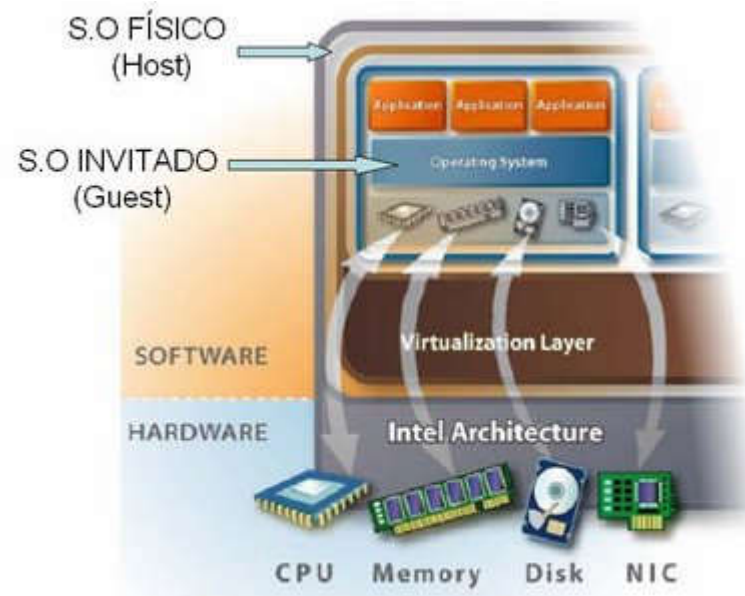 S.O FÍSICO
(Host)
Application Application Application
S.O INVITADO
(Guest)
Operating System
Virtualization Layer
SOFTWARE
HARDWARE
Intel Architecture
CPU Memory Disk NIC